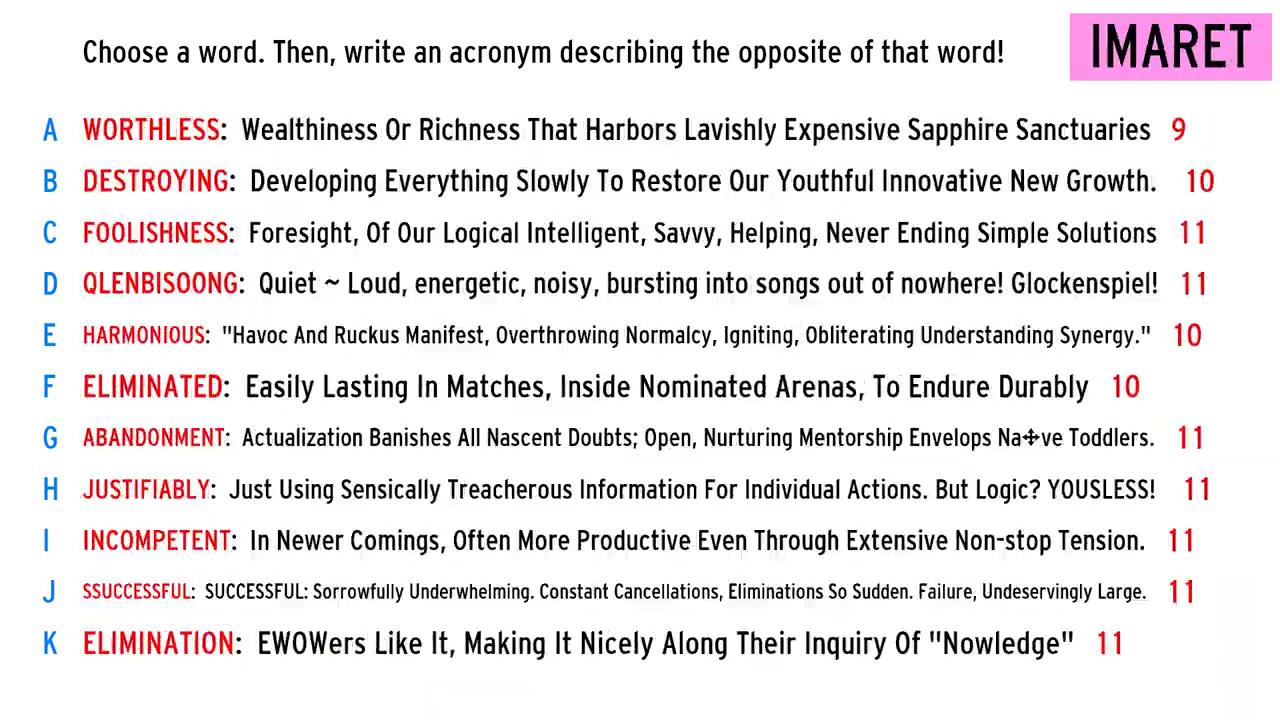 Choose a word. Then, write an acronym describing the opposite of that word!
IMARET
A WORTHLESS: Wealthiness Or Richness That Harbors Lavishly Expensive Sapphire Sanctuaries 9
B DESTROYING: Developing Everything Slowly To Restore Our Youthful Innovative New Growth. 10
C FOOLISHNESS: Foresight, Of Our Logical Intelligent, Savvy, Helping, Never Ending Simple Solutions 11
D QLENBISOONG: Quiet ~ Loud, energetic, noisy, bursting into songs out of nowhere! Glockenspiel! 11
E HARMONIOUS: "Havoc And Ruckus Manifest, Overthrowing Normalcy, Igniting, Obliterating Understanding Synergy." 10
F ELIMINATED: Easily Lasting In Matches, Inside Nominated Arenas, To Endure Durably 10
G ABANDONMENT: Actualization Banishes All Nascent Doubts; Open, Nurturing Mentorship Envelops Na✣ve Toddlers. 11
H JUSTIFIABLY: Just Using Sensically Treacherous Information For Individual Actions. But Logic? YOUSLESS! 11
I INCOMPETENT: In Newer Comings, Often More Productive Even Through Extensive Non-stop Tension. 11
J SSUCCESSFUL: SUCCESSFUL: Sorrowfully Underwhelming. Constant Cancellations, Eliminations So Sudden. Failure, Undeservingly Large. 11
K ELIMINATION: EWOWers Like It, Making It Nicely Along Their Inquiry Of "Nowledge" 11